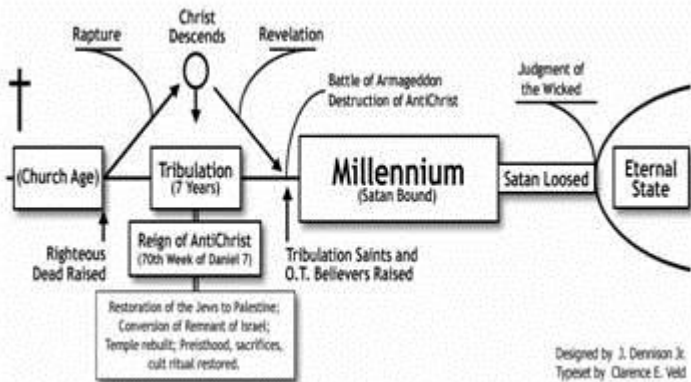 Christ
Descends
Rapture
Revelation
Battle of Armageddon
Destruction of AntiChrist
Judgment of
the Wicked
(Church Age)
Tribulation
(7 Years)
Millennium
(Satan Bound)
Satan Loosed
Eternal
State
Righteous
Dead Raised
Reign of AntiChrist
(70th Week of Daniel 7)
Tribulation Saints and
O.T. Believers Raised
Restoration of the Jews to Palestine;
Conversion of Remnant of Israel;
Temple rebuilt; Preisthood, sacrifices,
cult ritual restored.
Designed by J. Dennison Jr.
Typeset by Clarence E. Veld